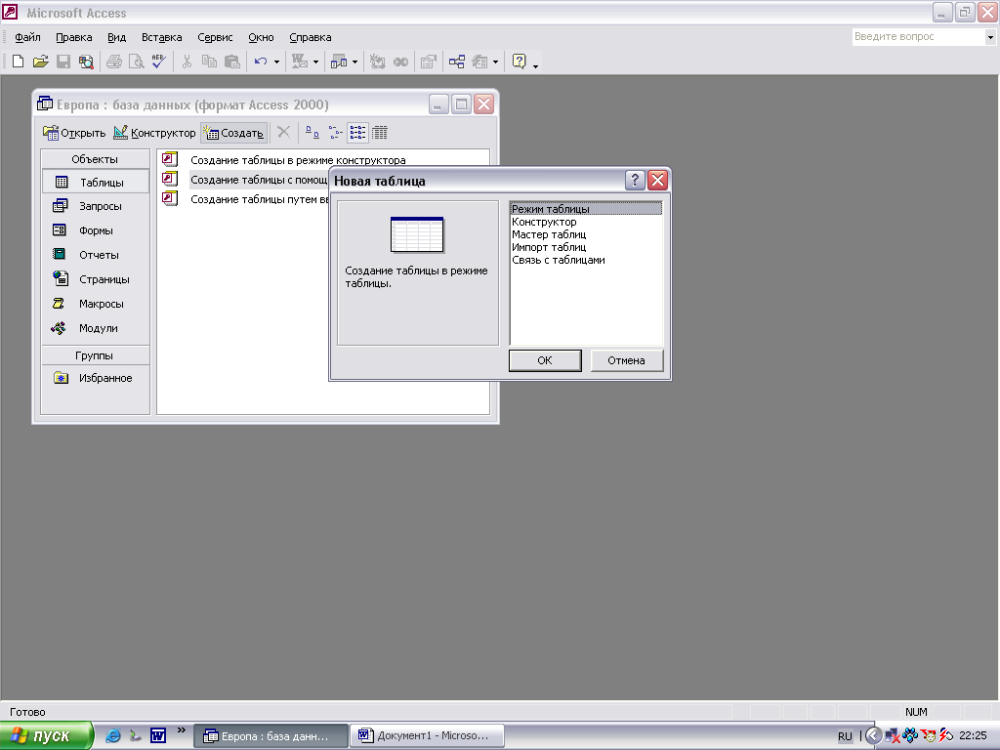 Microsoft Access
Файл Правка Вид Вставка Сервис Окно Справка
Введите вопрос
Европа : база данных (формат Access 2000)
Открыть Конструктор Создать
Объекты
Таблицы
Запросы
Формы
Отчеты
Страницы
Макросы
Модули
Группы
Избранное
Создание таблицы в режиме конструктора
Создание таблицы с помощ
Создание таблицы путем вв
Новая таблица
Создание таблицы в режиме
таблицы.
Режим таблицы
Конструктор
Мастер таблиц
Импорт таблиц
Связь с таблицами
ОК
Отмена
Готово
NUM
пуск
Европа : база данн...
Документ1 - Microso...
RU
22:25